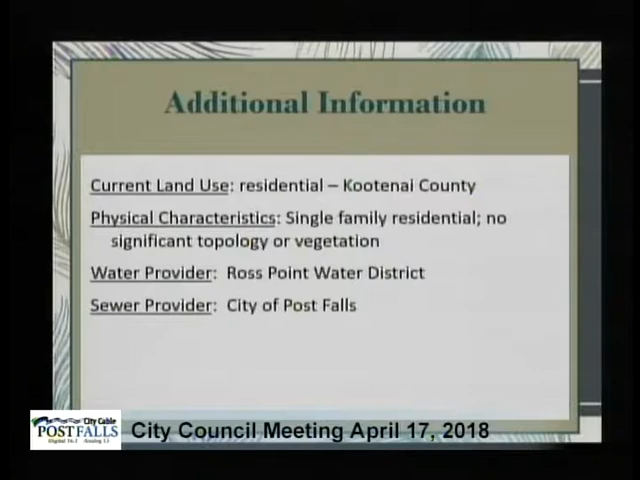 Additional Information
Current Land Use: residential – Kootenai County
Physical Characteristics: Single family residential; no
significant topology or vegetation
Water Provider: Ross Point Water District
Sewer Provider: City of Post Falls
City Cable
POST FALLS
City Council Meeting April 17, 2018